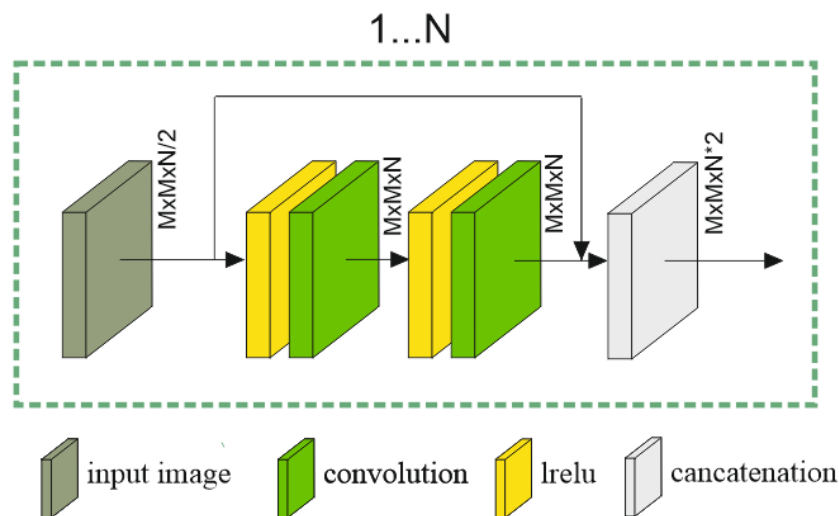 1...N
MxMxN/2
MxMxN
MxMxN
MxMxN*2
input image
convolution
lrelu
cancatenation